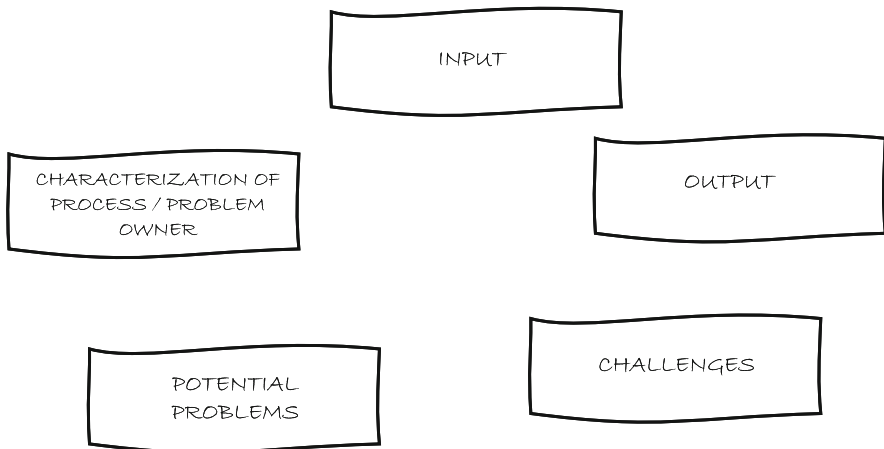 INPUT
OUTPUT
CHARACTERIZATION OF
PROCESS / PROBLEM
OWNER
CHALLENGES
POTENTIAL
PROBLEMS